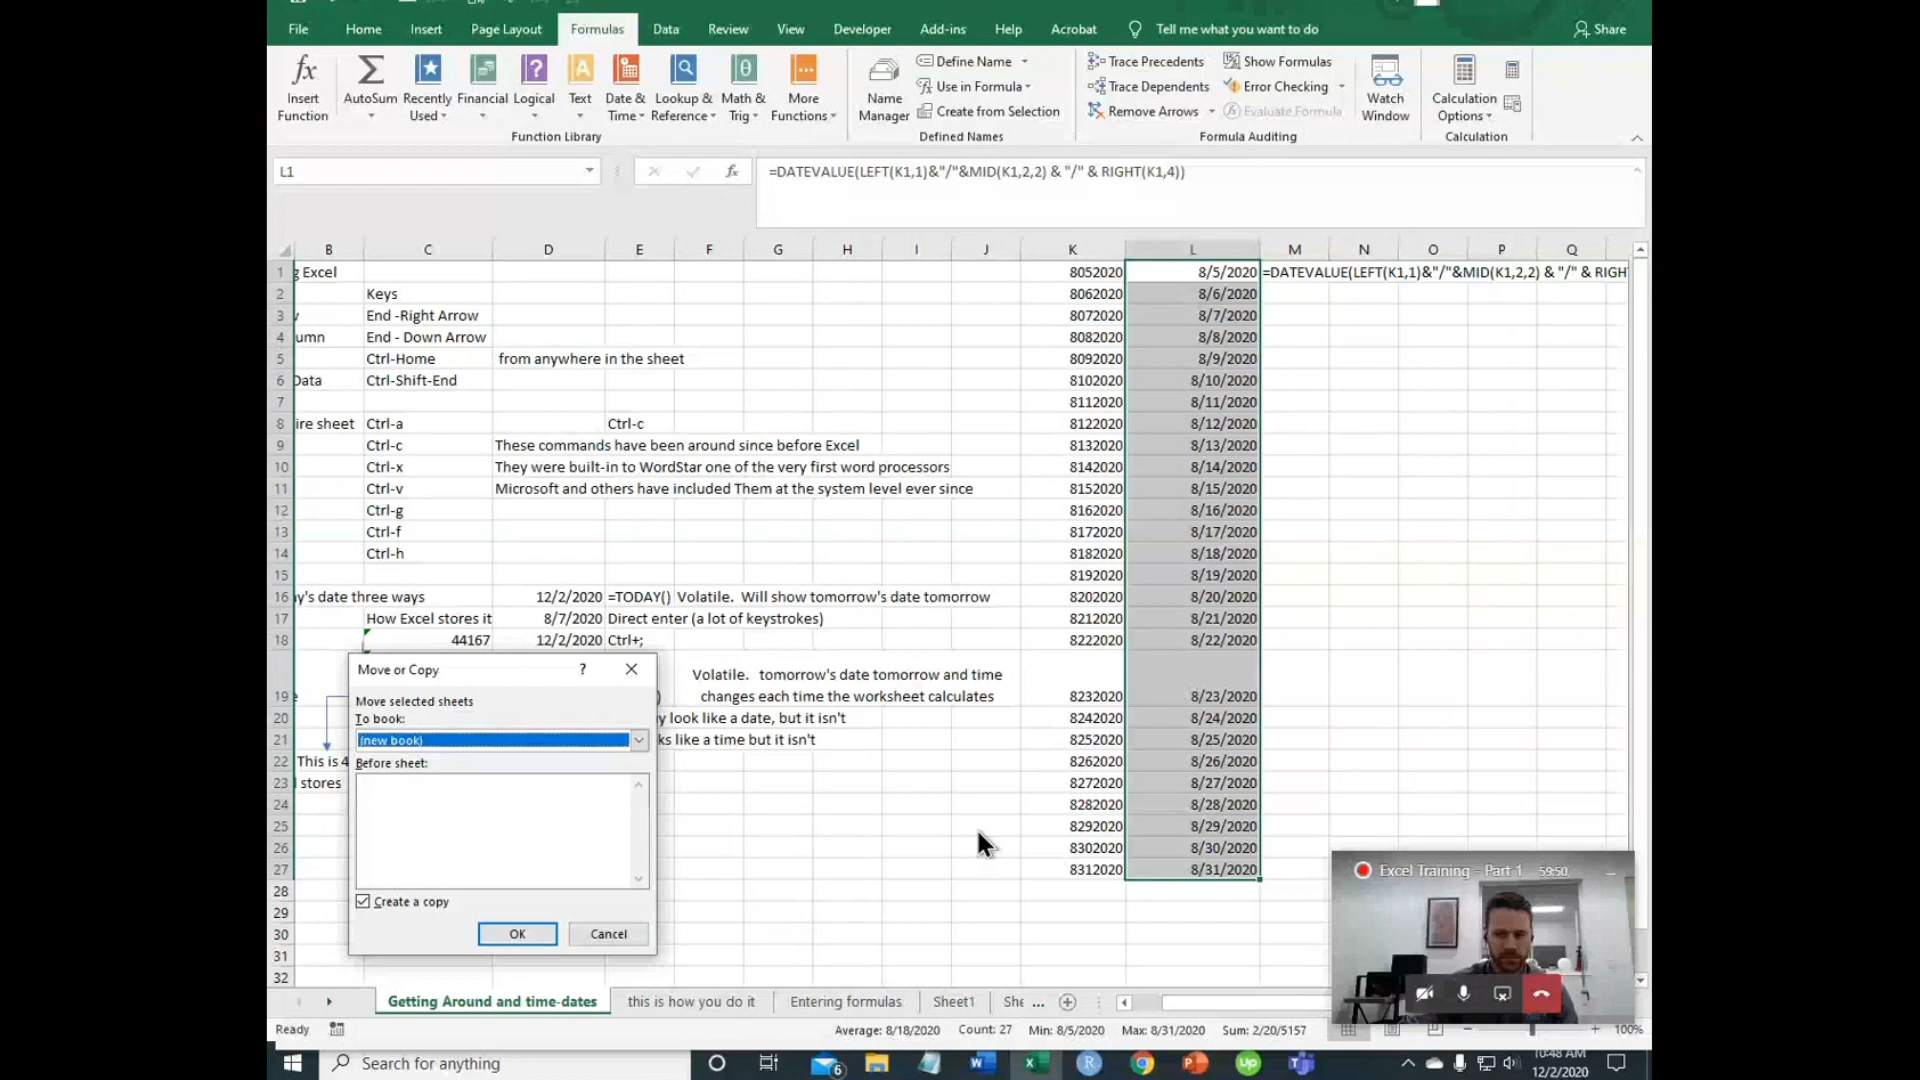 File Home Insert Page Layout Formulas Data Review View Developer Add-ins Help Acrobat Tell me what you want to do Share
Insert Function
AutoSum
Recently Used
Financial
Logical
Text
Date & Time
Lookup & Reference
Math & Trig
More Functions
Function Library
Name Manager
Define Name
Use in Formula
Create from Selection
Defined Names
Trace Precedents
Trace Dependents
Remove Arrows
Show Formulas
Error Checking
Evaluate Formula
Formula Auditing
Watch Window
Calculation Options
Calculation
L1 fx =DATEVALUE(LEFT(K1,1)&"/"&MID(K1,2,2) & "/" & RIGHT(K1,4))
B C D E F G H I J K L M N O P Q
1 g Excel 8052020 8/5/2020 =DATEVALUE(LEFT(K1,1)&"/"&MID(K1,2,2) & "/" & RIGH
2 Keys 8062020 8/6/2020
3 End -Right Arrow 8072020 8/7/2020
4 umn End - Down Arrow 8082020 8/8/2020
5 Ctrl-Home from anywhere in the sheet 8092020 8/9/2020
6 Data Ctrl-Shift-End 8102020 8/10/2020
7 8112020 8/11/2020
8 ire sheet Ctrl-a Ctrl-c 8122020 8/12/2020
9 Ctrl-c These commands have been around since before Excel 8132020 8/13/2020
10 Ctrl-x They were built-in to WordStar one of the very first word processors 8142020 8/14/2020
11 Ctrl-v Microsoft and others have included Them at the system level ever since 8152020 8/15/2020
12 Ctrl-g 8162020 8/16/2020
13 Ctrl-f 8172020 8/17/2020
14 Ctrl-h 8182020 8/18/2020
15 8192020 8/19/2020
16 y's date three ways 12/2/2020 =TODAY() Volatile. Will show tomorrow's date tomorrow 8202020 8/20/2020
17 How Excel stores it 8/7/2020 Direct enter (a lot of keystrokes) 8212020 8/21/2020
18 44167 12/2/2020 Ctrl+; 8222020 8/22/2020
Volatile. tomorrow's date tomorrow and time
19 e ) changes each time the worksheet calculates 8232020 8/23/2020
20 y look like a date, but it isn't 8242020 8/24/2020
21 ks like a time but it isn't 8252020 8/25/2020
22 This is 4 8262020 8/26/2020
23 l stores 8272020 8/27/2020
24 8282020 8/28/2020
25 8292020 8/29/2020
26 8302020 8/30/2020
27 8312020 8/31/2020
28
29
30
31
32
Move or Copy ?
Move selected sheets
To book:
(new book)
Before sheet:
Create a copy
OK Cancel
Excel Training - Part 1 59:50
Getting Around and time-dates this is how you do it Entering formulas Sheet1 She ...
Ready Average: 8/18/2020 Count: 27 Min: 8/5/2020 Max: 8/31/2020 Sum: 2/20/5157 100%
Search for anything 6 W X R P Up T 10:48 AM
12/2/2020